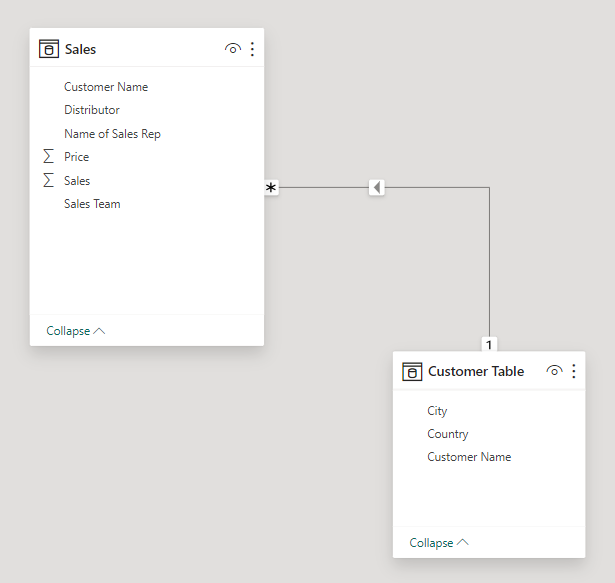 Sales
Customer Name
Distributor
Name of Sales Rep
Price
Sales
Sales Team
Collapse
*
1
Customer Table
City
Country
Customer Name
Collapse